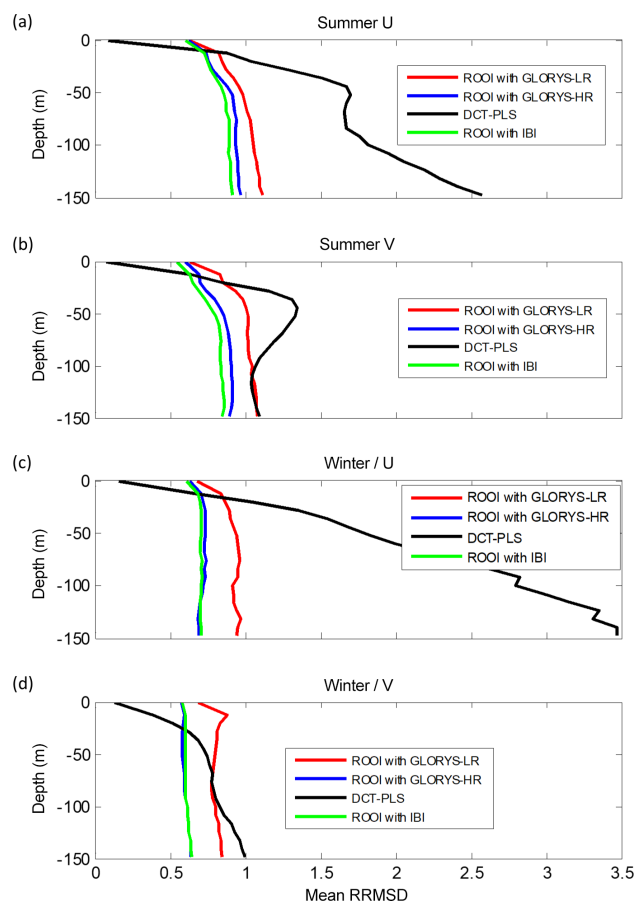 (a)
Summer U
0
-50
-100
-150
Depth (m)
ROOI with GLORYS-LR
ROOI with GLORYS-HR
DCT-PLS
ROOI with IBI
(b)
Summer V
0
-50
-100
-150
Depth (m)
ROOI with GLORYS-LR
ROOI with GLORYS-HR
DCT-PLS
ROOI with IBI
(c)
Winter / U
0
-50
-100
-150
Depth (m)
ROOI with GLORYS-LR
ROOI with GLORYS-HR
DCT-PLS
ROOI with IBI
(d)
Winter / V
0
-50
-100
-150
Depth (m)
ROOI with GLORYS-LR
ROOI with GLORYS-HR
DCT-PLS
ROOI with IBI
0 0.5 1 1.5 2 2.5 3 3.5
Mean RRMSD